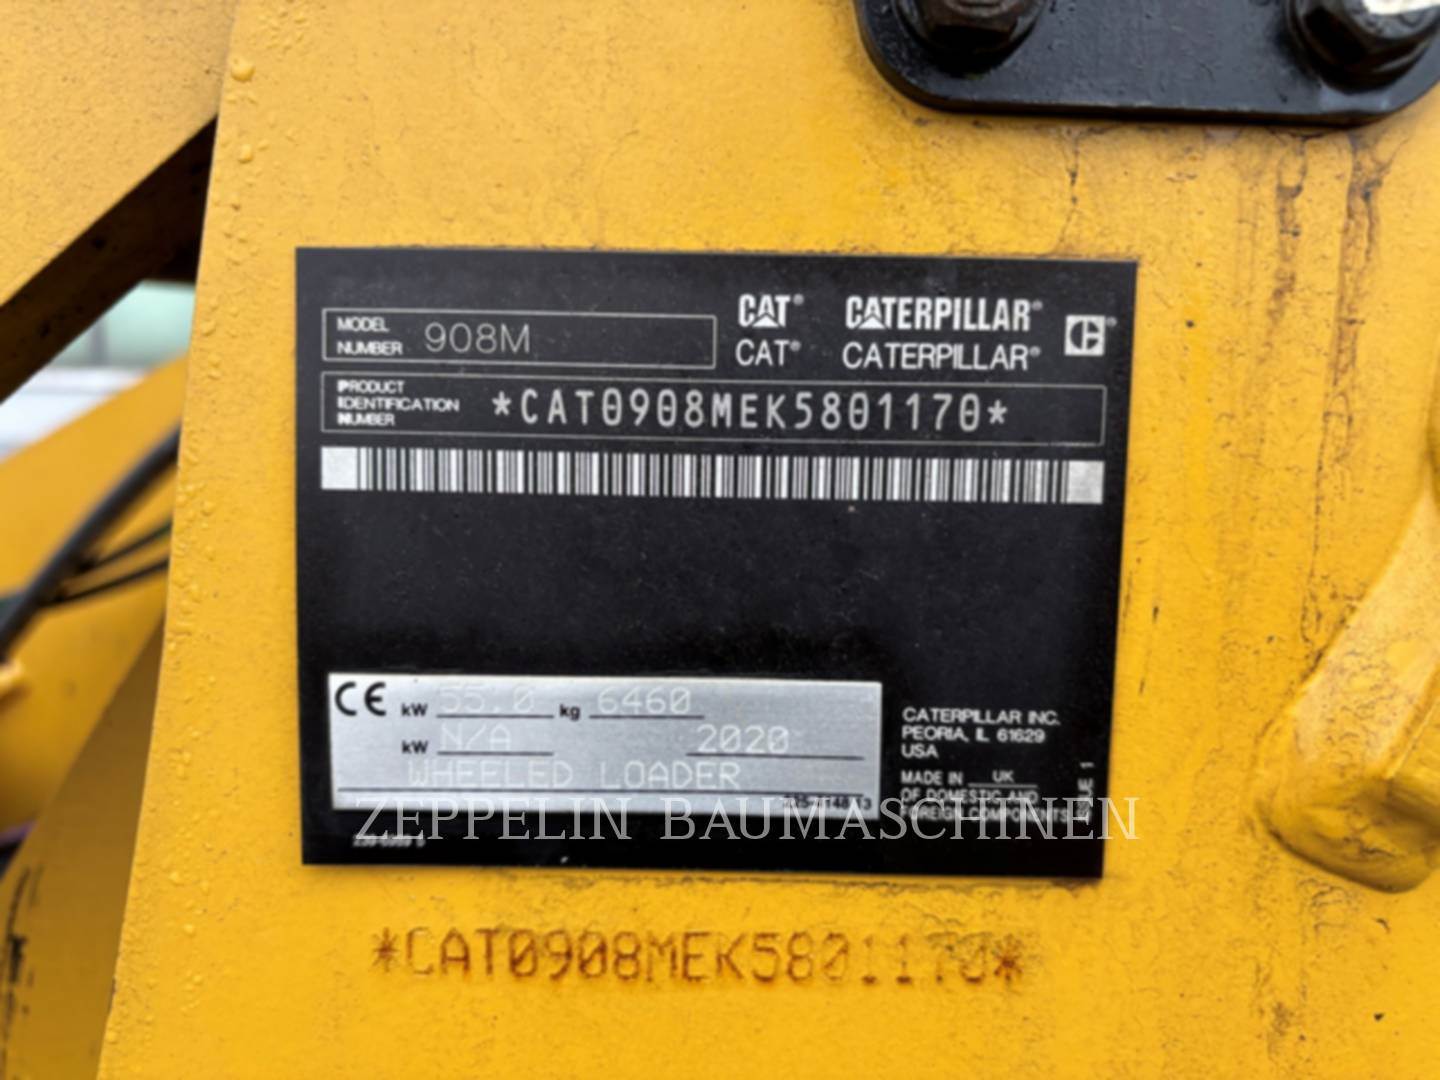 MODEL NUMBER 908M
CAT® CATERPILLAR®
CAT® CATERPILLAR®
PRODUCT
IDENTIFICATION
NUMBER
*CAT0908MEK5801170*
CE kW 55.0 kg 6460
kW N/A 2020
WHEELED LOADER
CATERPILLAR INC.
PEORIA, IL 61629
USA
MADE IN UK
OF DOMESTIC AND
FOREIGN COMPONENTS
ISSUE 1
ZEPPELIN BAUMASCHINEN
*CAT0908MEK5801170*